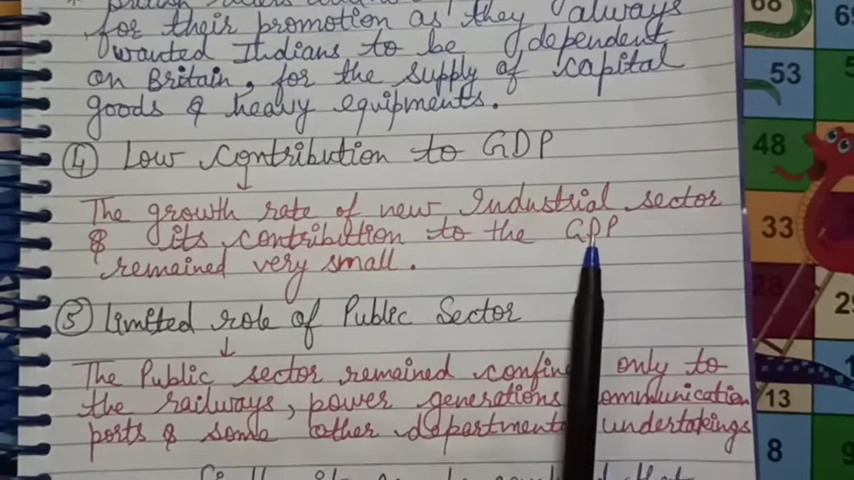 for their promotion as they always
wanted Indians to be dependent
on Britain, for the supply of capital
goods & heavy equipments.
④ Low contribution to GDP
↓
The growth rate of new Industrial sector
& its contribution to the GDP
remained very small.
⑤ limited role of Public Sector
↓
The Public sector remained only to
the railways, power generations
ports & some other undertakings
68
53
48
33
28
13
8